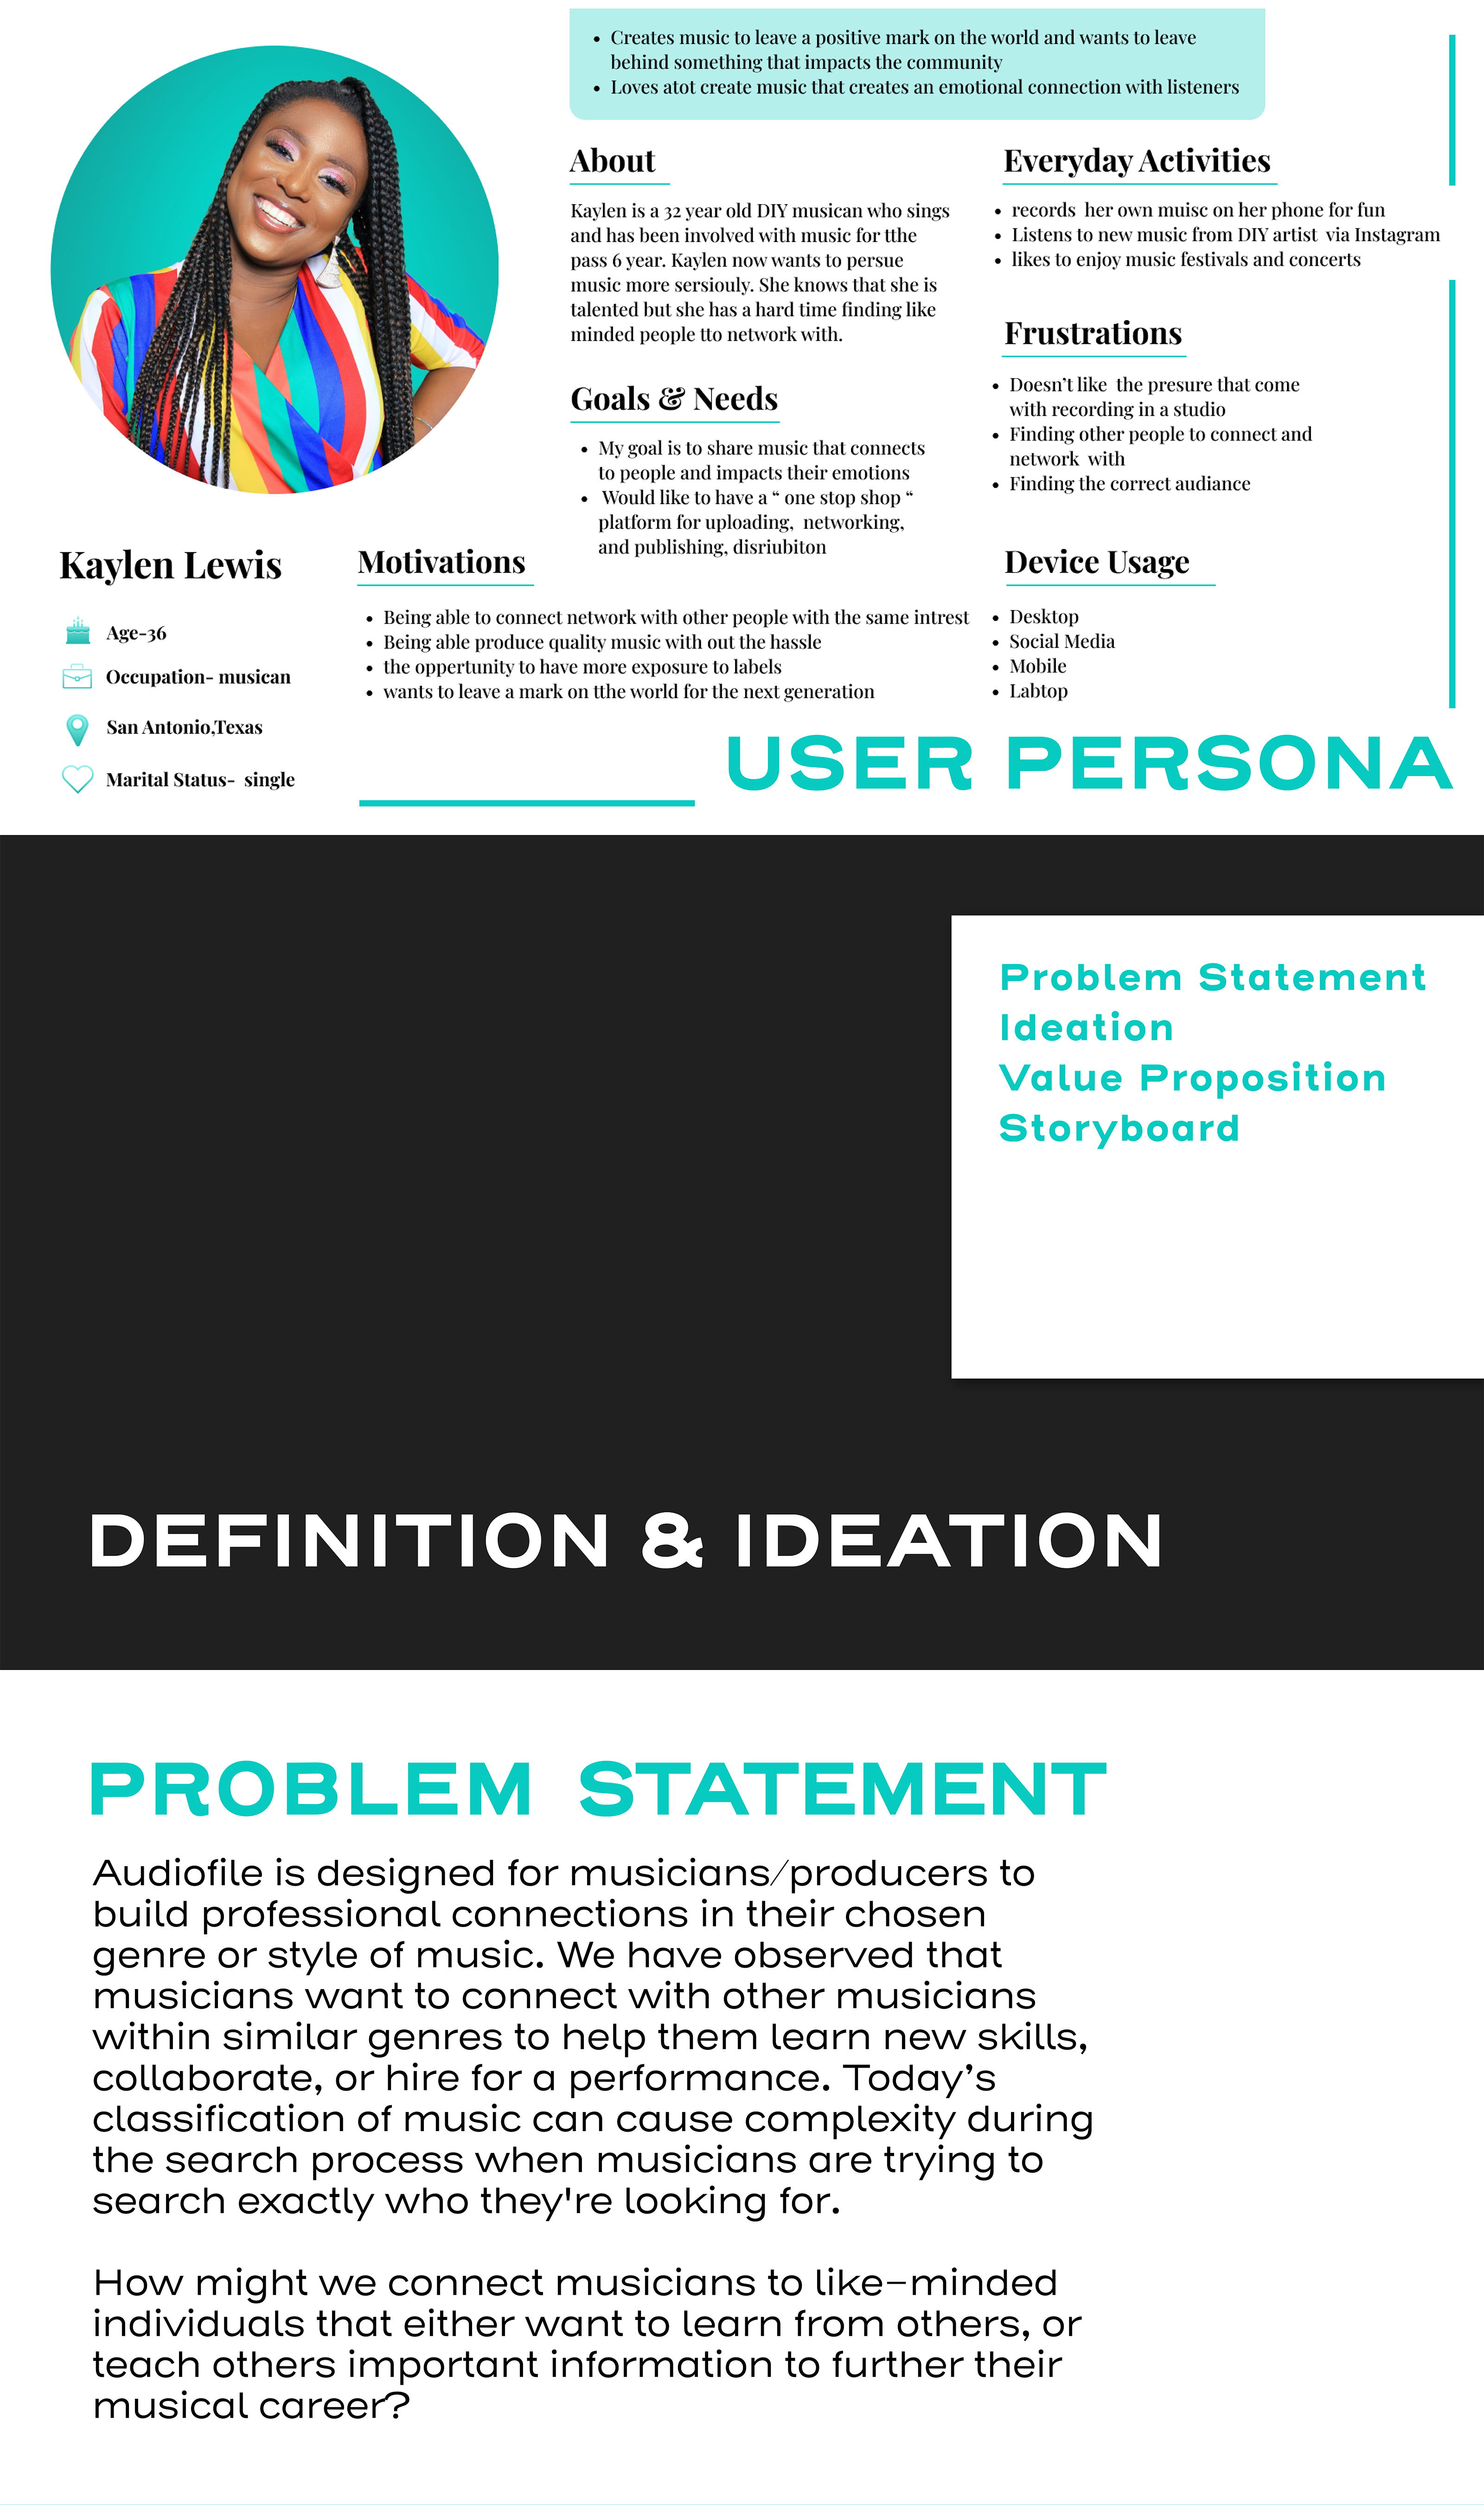 Creates music to leave a positive mark on the world and wants to leave
behind something that impacts the community
Loves atot create music that creates an emotional connection with listeners
About
Kaylen is a 32 year old DIY musican who sings
and has been involved with music for tthe
pass 6 year. Kaylen now wants to persue
music more sersiouly. She knows that she is
talented but she has a hard time finding like
minded people tto network with.
Everyday Activities
records her own muisc on her phone for fun
Listens to new music from DIY artist via Instagram
likes to enjoy music festivals and concerts
Frustrations
Doesn't like the presure that come
with recording in a studio
Finding other people to connect and
network with
Finding the correct audiance
Goals & Needs
My goal is to share music that connects
to people and impacts their emotions
Would like to have a “ one stop shop “
platform for uploading, networking,
and publishing, disriubiton
Kaylen Lewis
Age-36
Occupation- musican
San Antonio,Texas
Marital Status- single
Motivations
Being able to connect network with other people with the same intrest
Being able produce quality music with out the hassle
the oppertunity to have more exposure to labels
wants to leave a mark on tthe world for the next generation
Device Usage
Desktop
Social Media
Mobile
Labtop
USER PERSONA
Problem Statement
Ideation
Value Proposition
Storyboard
DEFINITION & IDEATION
PROBLEM STATEMENT
Audiofile is designed for musicians/producers to
build professional connections in their chosen
genre or style of music. We have observed that
musicians want to connect with other musicians
within similar genres to help them learn new skills,
collaborate, or hire for a performance. Today’s
classification of music can cause complexity during
the search process when musicians are trying to
search exactly who they're looking for.
How might we connect musicians to like-minded
individuals that either want to learn from others, or
teach others important information to further their
musical career?